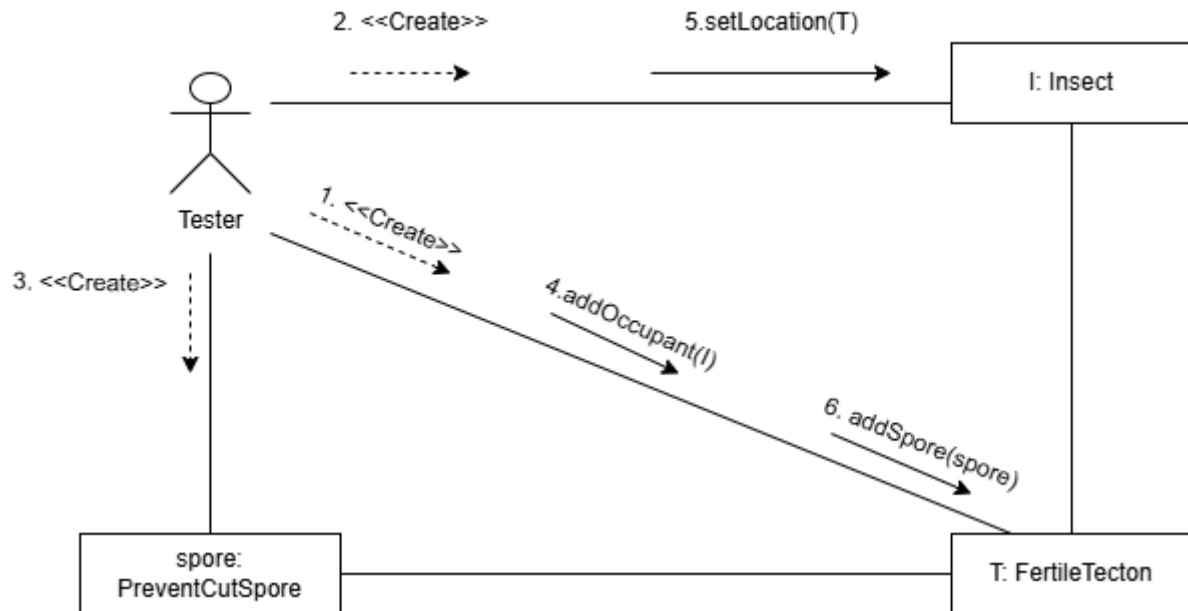 2. <<Create>>
5.setLocation(T)
I: Insect
Tester
1. <<Create>>
3. <<Create>>
4.addOccupant(I)
6. addSpore(spore)
spore:
PreventCutSpore
T: FertileTecton